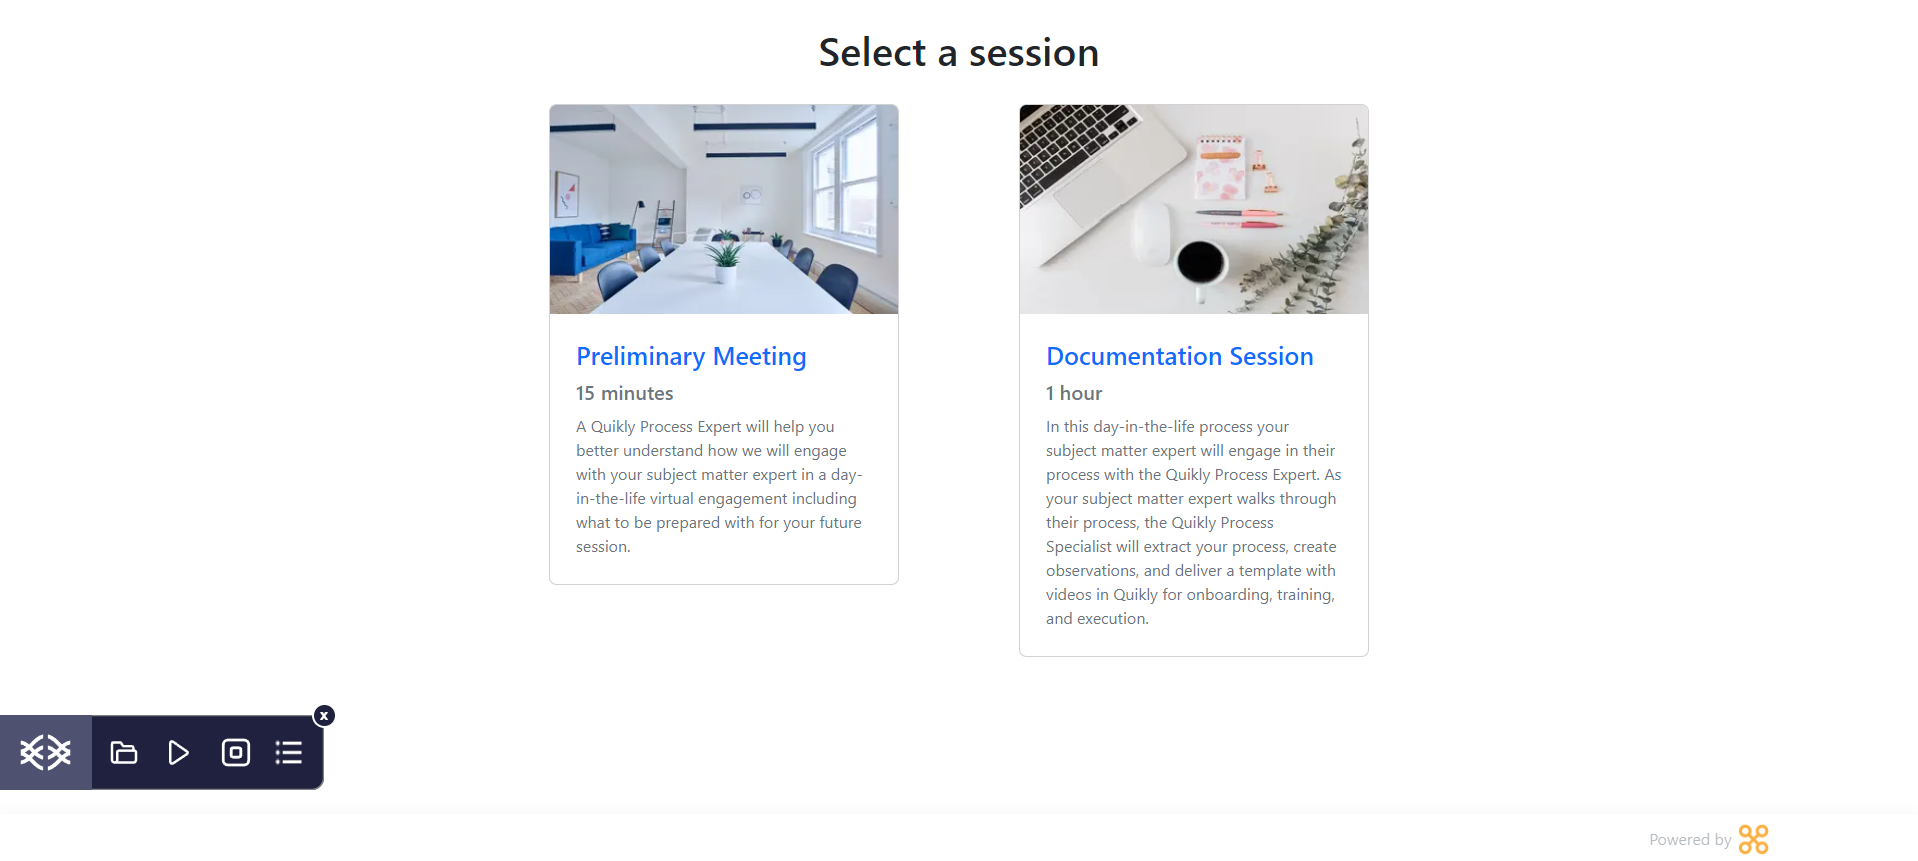 Select a session
Preliminary Meeting
15 minutes
A Quikly Process Expert will help you
better understand how we will engage
with your subject matter expert in a day-
in-the-life virtual engagement including
what to be prepared with for your future
session.
Documentation Session
1 hour
In this day-in-the-life process your
subject matter expert will engage in their
process with the Quikly Process Expert. As
your subject matter expert walks through
their process, the Quikly Process
Specialist will extract your process, create
observations, and deliver a template with
videos in Quikly for onboarding, training,
and execution.
x
Powered by